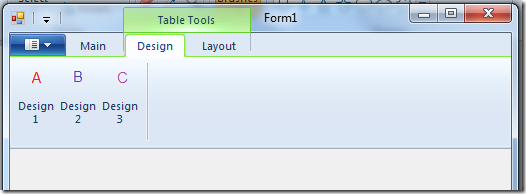 Table Tools Form1
Main Design Layout
A B C
Design Design Design
1 2 3